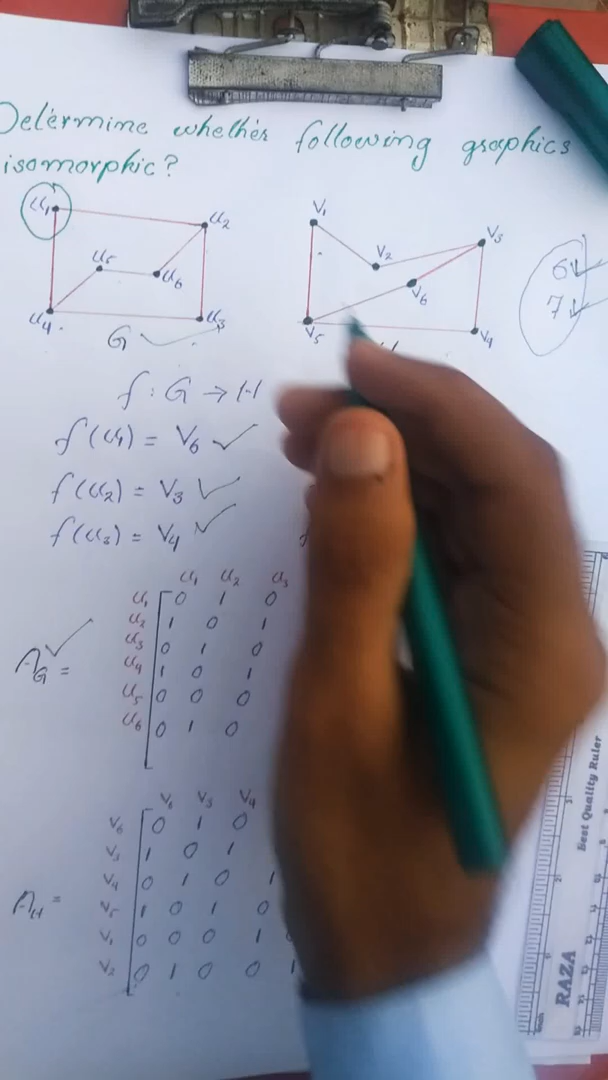 Determine whether following graphics
isomorphic?
u₁ u₂ u₅ u₆ u₄ u₃
G
V₁ V₂ V₃ V₆ V₅ V₄
6
7
f : G → H
f(u₁) = V₆ ✓
f(u₂) = V₃ ✓
f(u₃) = V₄ ✓
u₁ u₂ u₃
A_G =
u₁ 0 1 0
u₂ 1 0 1
u₃ 0 1 0
u₄ 1 0 1
u₅ 0 0 0
u₆ 0 1 0
V₆ V₃ V₄
A_H =
V₆ 0 1 0
V₃ 1 0 1
V₄ 0 1 0 1
V₅ 1 0 1 0
V₁ 0 0 0 1
V₂ 0 1 0 0 1
Best Quality Ruler
RAZA